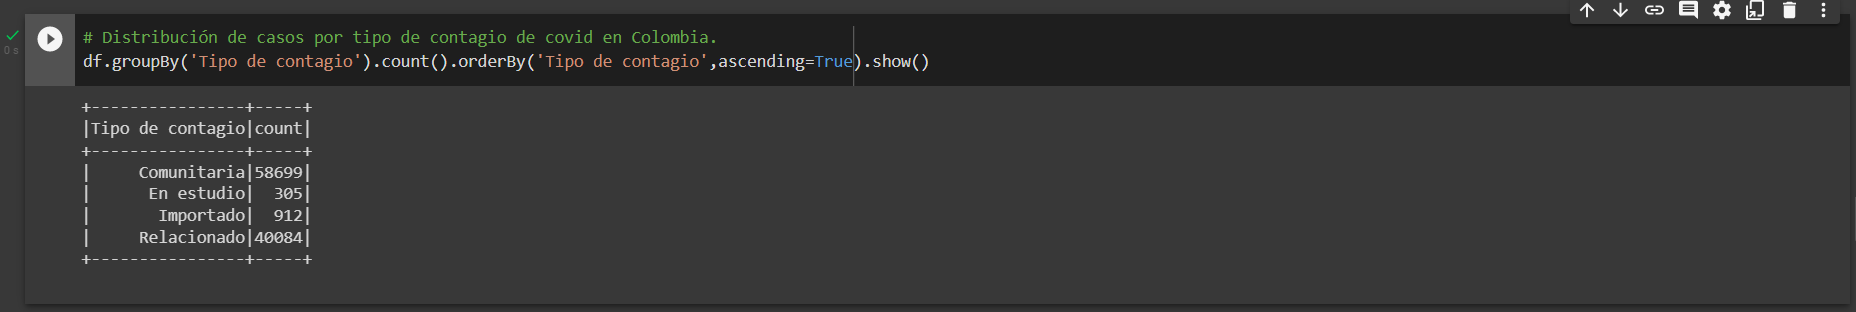 0 s
# Distribución de casos por tipo de contagio de covid en Colombia.
df.groupBy('Tipo de contagio').count().orderBy('Tipo de contagio',ascending=True).show()
+----------------+-----+
|Tipo de contagio|count|
+----------------+-----+
|     Comunitaria|58699|
|      En estudio|  305|
|       Importado|  912|
|     Relacionado|40084|
+----------------+-----+